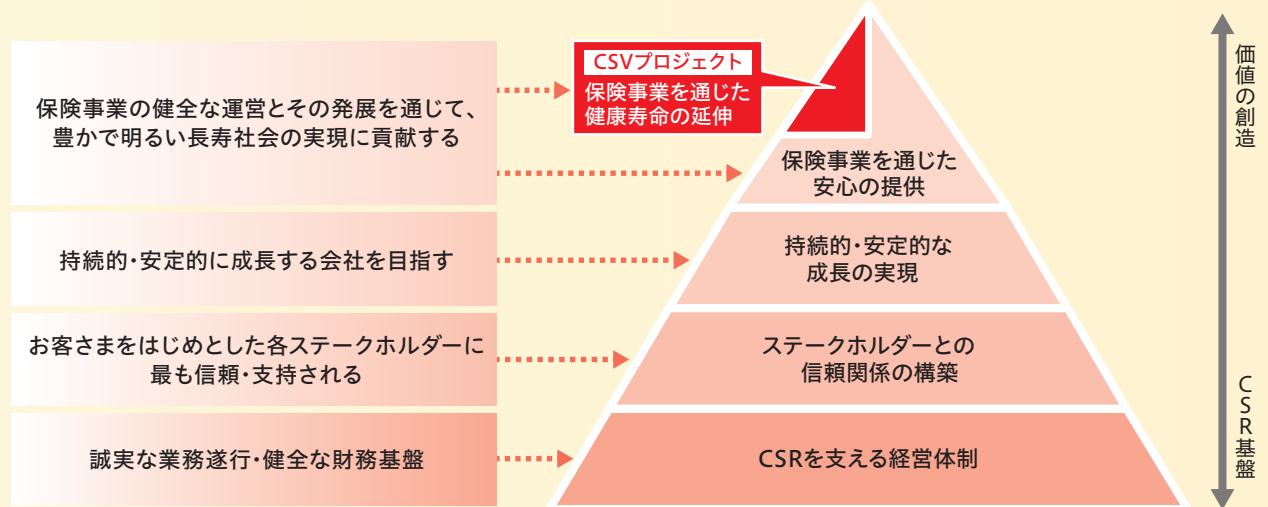 保険事業の健全な運営とその発展を通じて、
豊かで明るい長寿社会の実現に貢献する
持続的・安定的に成長する会社を目指す
お客さまをはじめとした各ステークホルダーに
最も信頼・支持される
誠実な業務遂行・健全な財務基盤
CSVプロジェクト
保険事業を通じた
健康寿命の延伸
保険事業を通じた
安心の提供
持続的・安定的な
成長の実現
ステークホルダーとの
信頼関係の構築
CSRを支える経営体制
価値の創造
CSR基盤